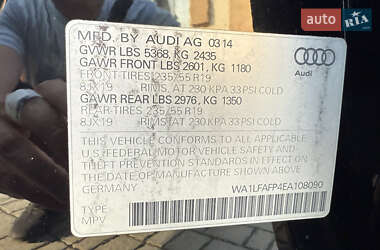 auto RIA.com
MFD. BY AUDI AG 03/14
GVWR LBS 5368, KG 2435
GAWR FRONT LBS 2601, KG 1180
FRONT-TIRES 235/55 R19
8JX19 RIMS, AT 230 KPA 33 PSI COLD
GAWR REAR LBS 2976, KG 1350
REAR-TIRES 235/55 R19
8JX19 RIMS AT 230 KPA 33 PSI COLD
Audi
THIS VEHICLE CONFORMS TO ALL APPLICABLE
U.S. FEDERAL MOTOR VEHICLE SAFETY AND
THEFT PREVENTION STANDARDS IN EFFECT ON
THE DATE OF MANUFACTURE SHOWN ABOVE.
WA1LFAFP4EA108090
TYPE: MPV